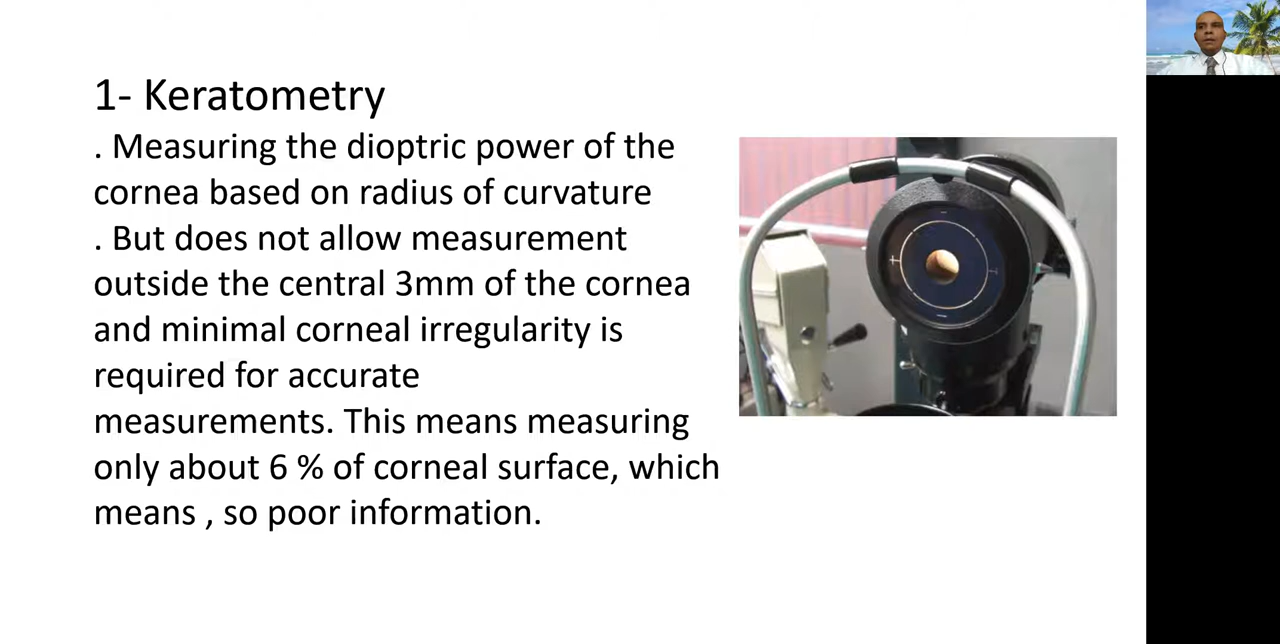 1- Keratometry
. Measuring the dioptric power of the
cornea based on radius of curvature
. But does not allow measurement
outside the central 3mm of the cornea
and minimal corneal irregularity is
required for accurate
measurements. This means measuring
only about 6 % of corneal surface, which
means , so poor information.